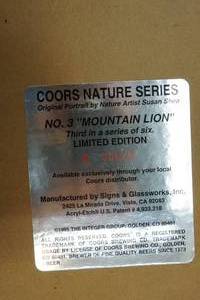 COORS NATURE SERIES
Original Portrait by Nature Artist Susan Shea
NO. 3 "MOUNTAIN LION"
Third in a series of six.
LIMITED EDITION
Available exclusively through your local
Coors distributor.
Manufactured by Signs & Glassworks, Inc.
2425 La Mirada Drive, Vista, CA 92083
Acryl-Etch® U.S. Patent #
©1995 THE INTEGER GROUP, GOLDEN, CO 80401
ALL RIGHTS RESERVED. COORS® IS A REGISTERED
TRADEMARK OF COORS BREWING CO. TRADEMARK
USAGE BY LICENSE OF COORS BREWING CO., GOLDEN,
CO 80401, BREWER OF FINE QUALITY BEERS SINCE 1873
BEER